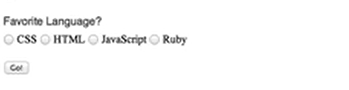 Favorite Language?
CSS HTML JavaScript Ruby
Go!